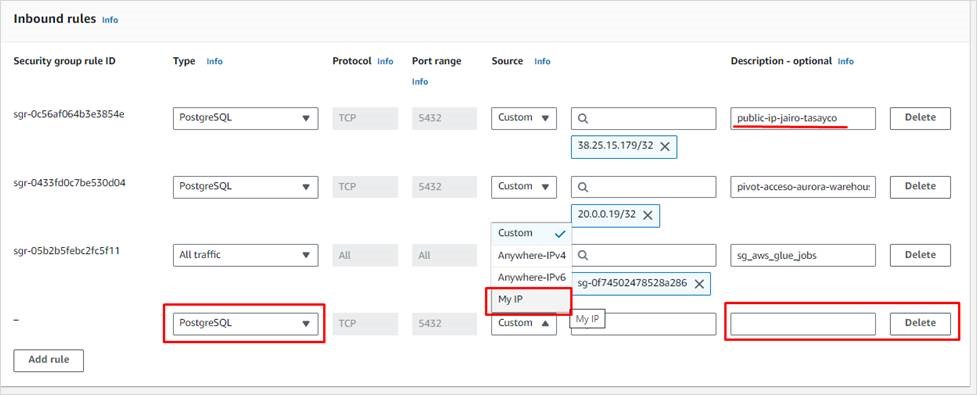 Inbound rules Info
Security group rule ID Type Info Protocol Info Port range Info Source Info Description - optional Info
sgr-0c56af064b3e3854e PostgreSQL TCP 5432 Custom public-ip-jairo-tasayco Delete
38.25.15.179/32
sgr-0433fd0c7be530d04 PostgreSQL TCP 5432 Custom pivot-acceso-aurora-warehous Delete
20.0.0.19/32
Custom
sgr-05b2b5febc2fc5f11 All traffic All All Anywhere-IPv4 sg_aws_glue_jobs Delete
Anywhere-IPv6 sg-0f74502478528a286
My IP
– PostgreSQL TCP 5432 Custom My IP Delete
Add rule